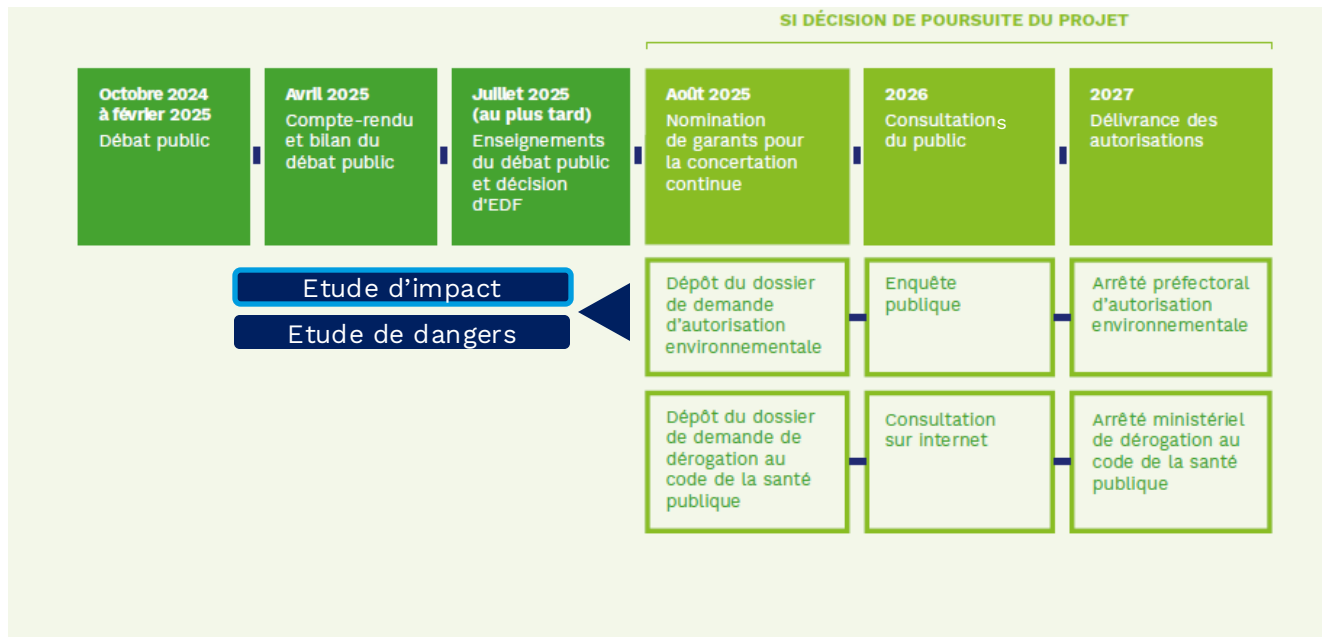 SI DÉCISION DE POURSUITE DU PROJET
Octobre 2024
à février 2025
Débat public
Avril 2025
Compte-rendu
et bilan du
débat public
Juillet 2025
(au plus tard)
Enseignements
du débat public
et décision
d'EDF
Août 2025
Nomination
de garants pour
la concertation
continue
2026
Consultations
du public
2027
Délivrance des
autorisations
Etude d'impact
Etude de dangers
Dépôt du dossier
de demande
d'autorisation
environnementale
Enquête
publique
Arrêté préfectoral
d'autorisation
environnementale
Dépôt du dossier
de demande de
dérogation au
code de la santé
publique
Consultation
sur internet
Arrêté ministériel
de dérogation au
code de la santé
publique